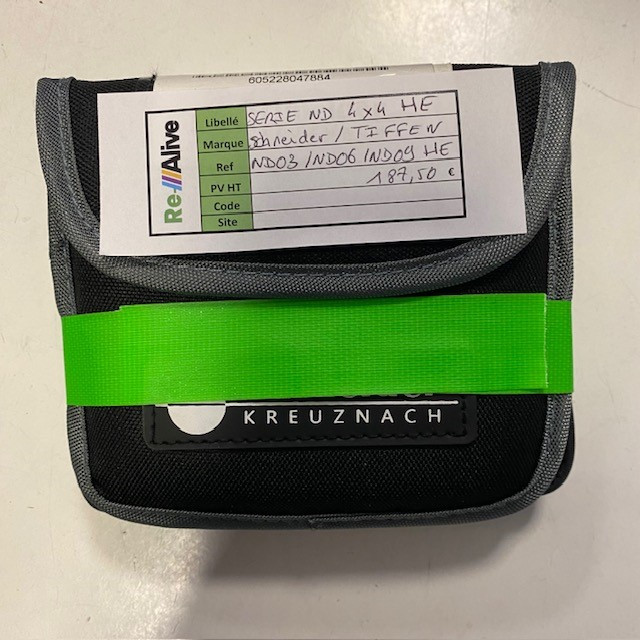 605228047884
Re-Alive
Libellé SERIE ND 4x4 HE
Marque Schneider / TIFFEN
Ref ND03 / ND06 / ND09 HE
PV HT 187,50 €
Code
Site
KREUZNACH